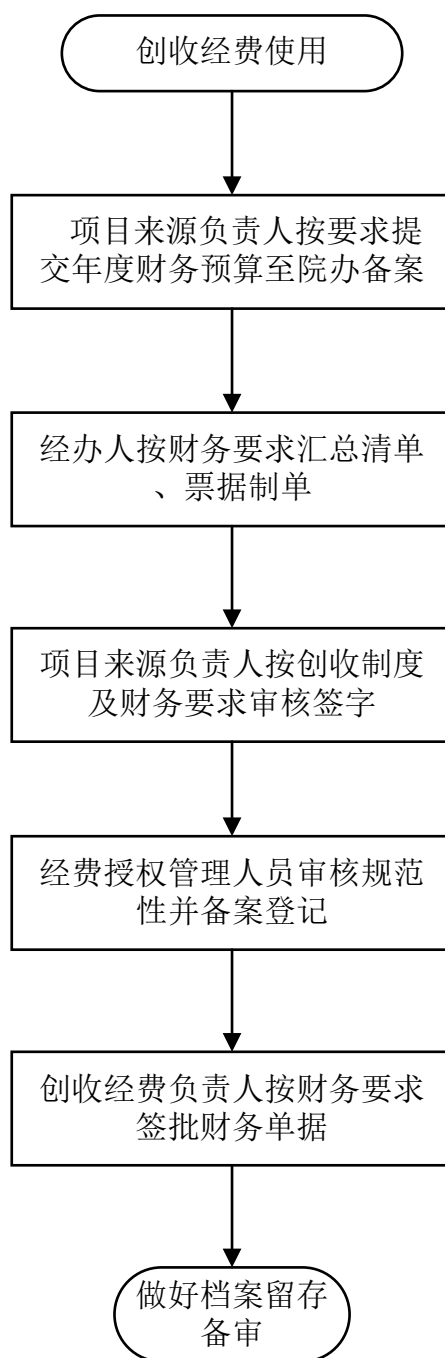 创收经费使用
项目来源负责人按要求提
交年度财务预算至院办备案
经办人按财务要求汇总清单
、票据制单
项目来源负责人按创收制度
及财务要求审核签字
经费授权管理人员审核规范
性并备案登记
创收经费负责人按财务要求
签批财务单据
做好档案留存
备审